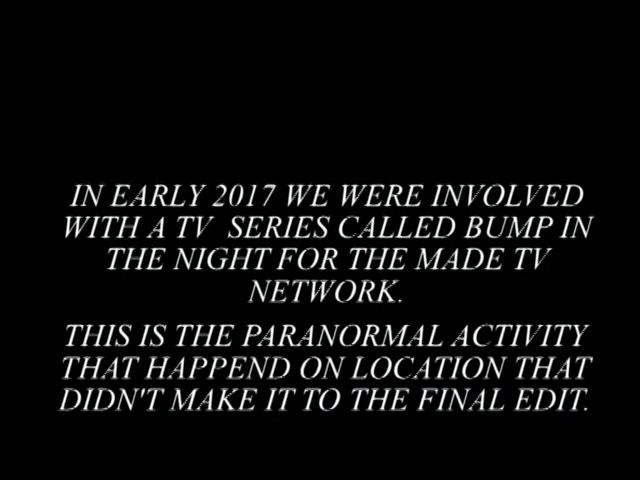 IN EARLY 2017 WE WERE INVOLVED
WITH A TV SERIES CALLED BUMP IN
THE NIGHT FOR THE MADE TV
NETWORK.
THIS IS THE PARANORMAL ACTIVITY
THAT HAPPEND ON LOCATION THAT
DIDN'T MAKE IT TO THE FINAL EDIT.